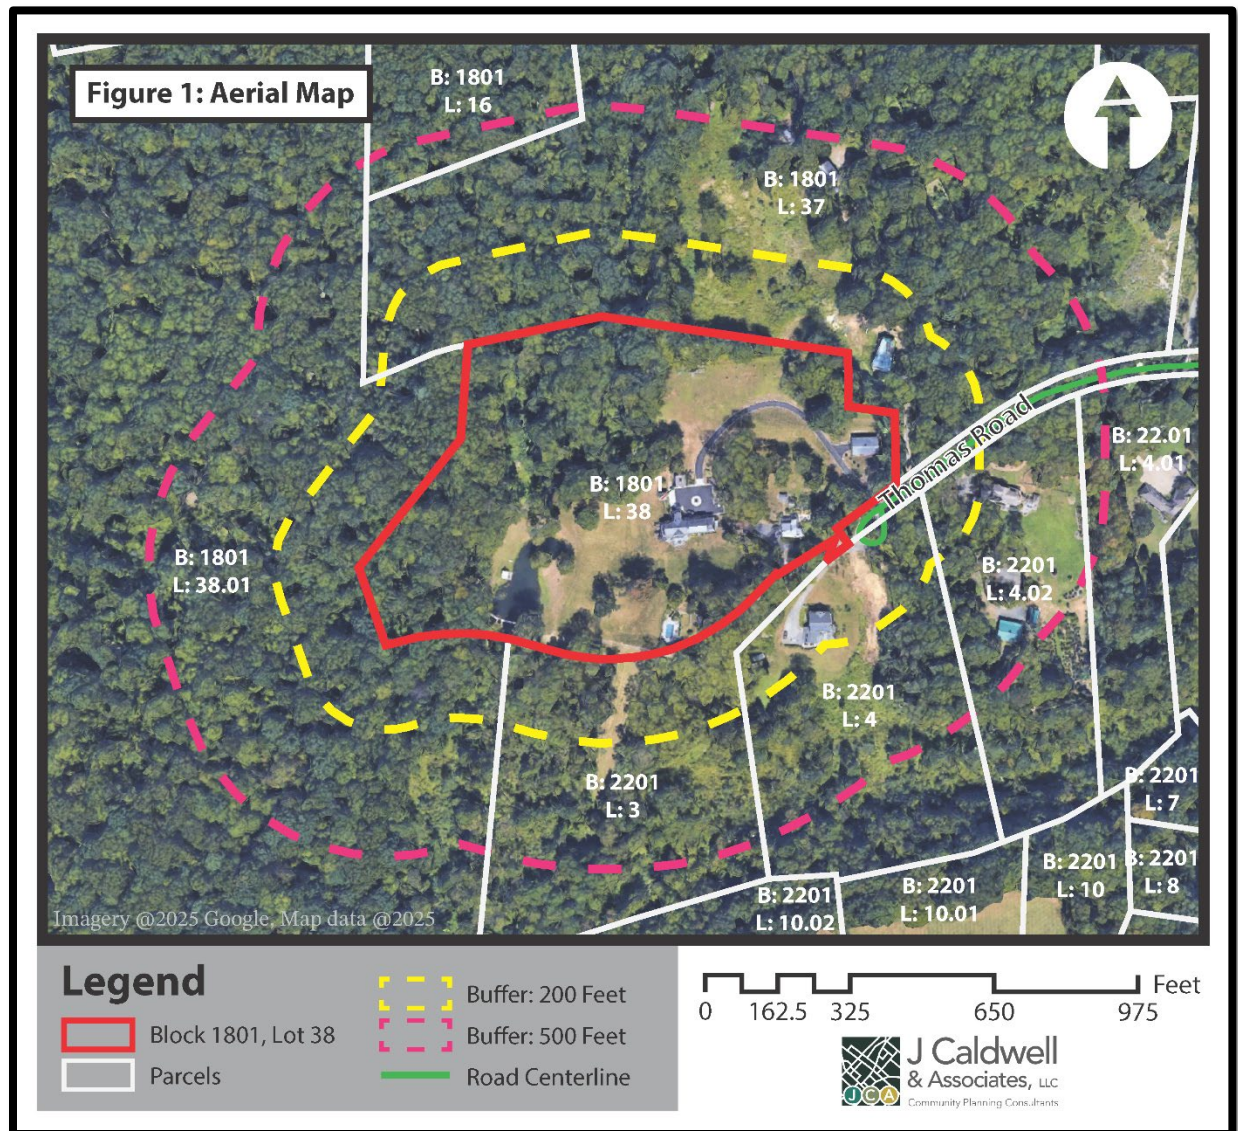 Figure 1: Aerial Map
B: 1801
L: 16
B: 1801
L: 37
Thomas Road
B: 22.01
L: 4.01
B: 1801
L: 38
B: 1801
L: 38.01
B: 2201
L: 4.02
B: 2201
L: 4
B: 2201
L: 3
B: 2201
L: 7
B: 2201
L: 10
B: 2201
L: 8
B: 2201
L: 10.01
B: 2201
L: 10.02
Imagery @2025 Google, Map data @2025
Legend
Block 1801, Lot 38
Parcels
Buffer: 200 Feet
Buffer: 500 Feet
Road Centerline
Feet
0 162.5 325 650 975
J Caldwell
& Associates, LLC
JCA
Community Planning Consultants